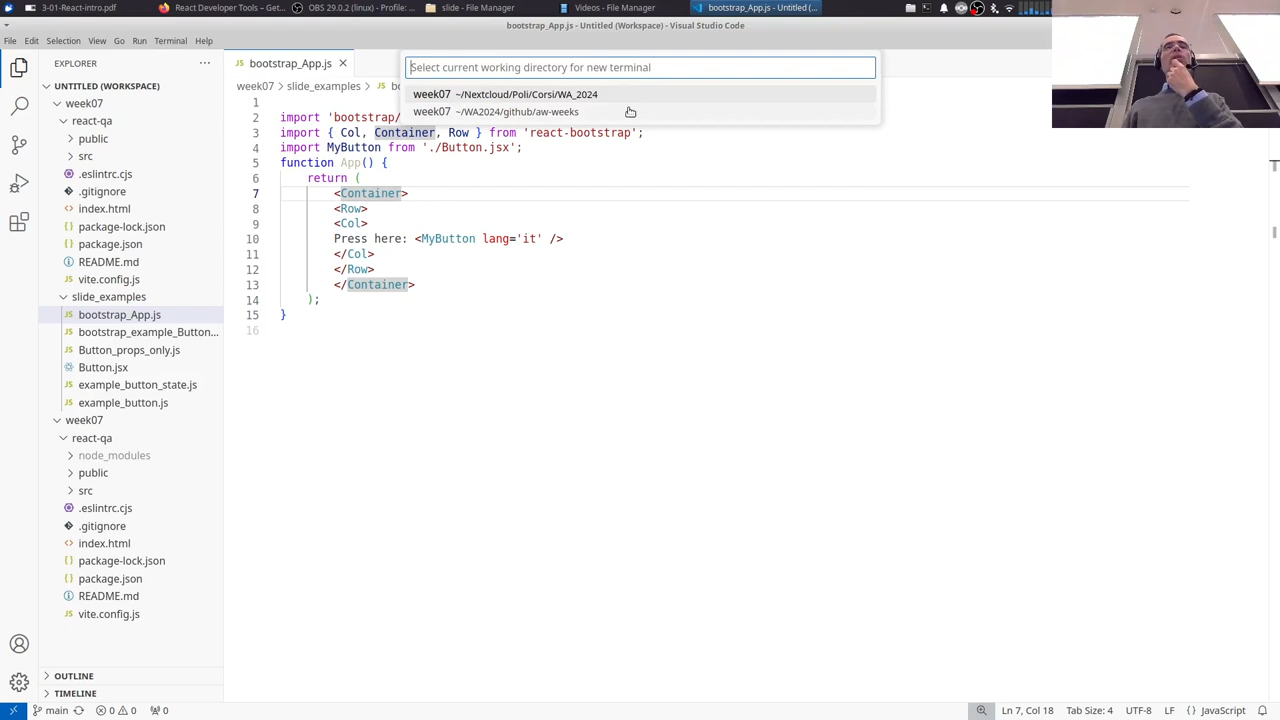 3-01-React-intro.pdf
React Developer Tools – Get...
OBS 29.0.2 (linux) - Profile: ...
slide - File Manager
Videos - File Manager
bootstrap_App.js - Untitled (...
bootstrap_App.js - Untitled (Workspace) - Visual Studio Code
File Edit Selection View Go Run Terminal Help
EXPLORER
UNTITLED (WORKSPACE)
week07
react-qa
public
src
.eslintrc.cjs
.gitignore
index.html
package-lock.json
package.json
README.md
vite.config.js
slide_examples
bootstrap_App.js
bootstrap_example_Button...
Button_props_only.js
Button.jsx
example_button_state.js
example_button.js
week07
react-qa
node_modules
public
src
.eslintrc.cjs
.gitignore
index.html
package-lock.json
package.json
README.md
vite.config.js
OUTLINE
TIMELINE
bootstrap_App.js
week07 > slide_examples > bo
Select current working directory for new terminal
week07 ~/Nextcloud/Poli/Corsi/WA_2024
week07 ~/WA2024/github/aw-weeks
1
2 import 'bootstrap/
3 import { Col, Container, Row } from 'react-bootstrap';
4 import MyButton from './Button.jsx';
5 function App() {
6 return (
7 <Container>
8 <Row>
9 <Col>
10 Press here: <MyButton lang='it' />
11 </Col>
12 </Row>
13 </Container>
14 );
15 }
16
main 0 0 0 Ln 7, Col 18 Tab Size: 4 UTF-8 LF {} JavaScript